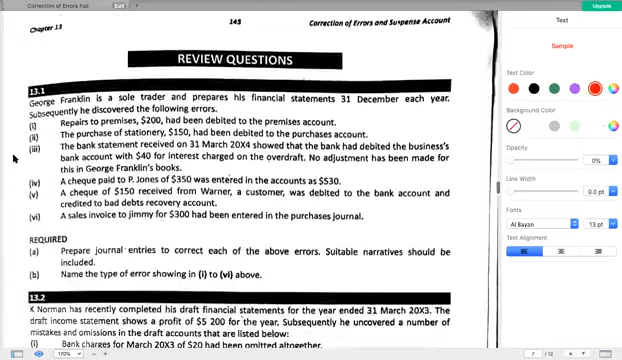 Correction of Errors Full
Exit
Upgrade
Chapter 13
145
Correction of Errors and Suspense Account
REVIEW QUESTIONS
13.1
George Franklin is a sole trader and prepares his financial statements 31 December each year.
Subsequently he discovered the following errors.
(i) Repairs to premises, $200, had been debited to the premises account.
(ii) The purchase of stationery, $150, had been debited to the purchases account.
(iii) The bank statement received on 31 March 20X4 showed that the bank had debited the business's
bank account with $40 for interest charged on the overdraft. No adjustment has been made for
this in George Franklin's books.
(iv) A cheque paid to P. Jones of $350 was entered in the accounts as $530.
(v) A cheque of $150 received from Warner, a customer, was debited to the bank account and
credited to bad debts recovery account.
(vi) A sales invoice to Jimmy for $300 had been entered in the purchases journal.
REQUIRED
(a) Prepare journal entries to correct each of the above errors. Suitable narratives should be
included.
(b) Name the type of error showing in (i) to (vi) above.
13.2
K Norman has recently completed his draft financial statements for the year ended 31 March 20X3. The
draft income statement shows a profit of $5 200 for the year. Subsequently he uncovered a number of
mistakes and omissions in the draft accounts that are listed below:
(i) Bank charges for March 20X3 of $20 had been omitted altogether.
170%
7 / 12
Text
Sample
Text Color
Background Color
Opacity
0%
Line Width
0.0 pt
Fonts
Al Bayan
13 pt
Text Alignment